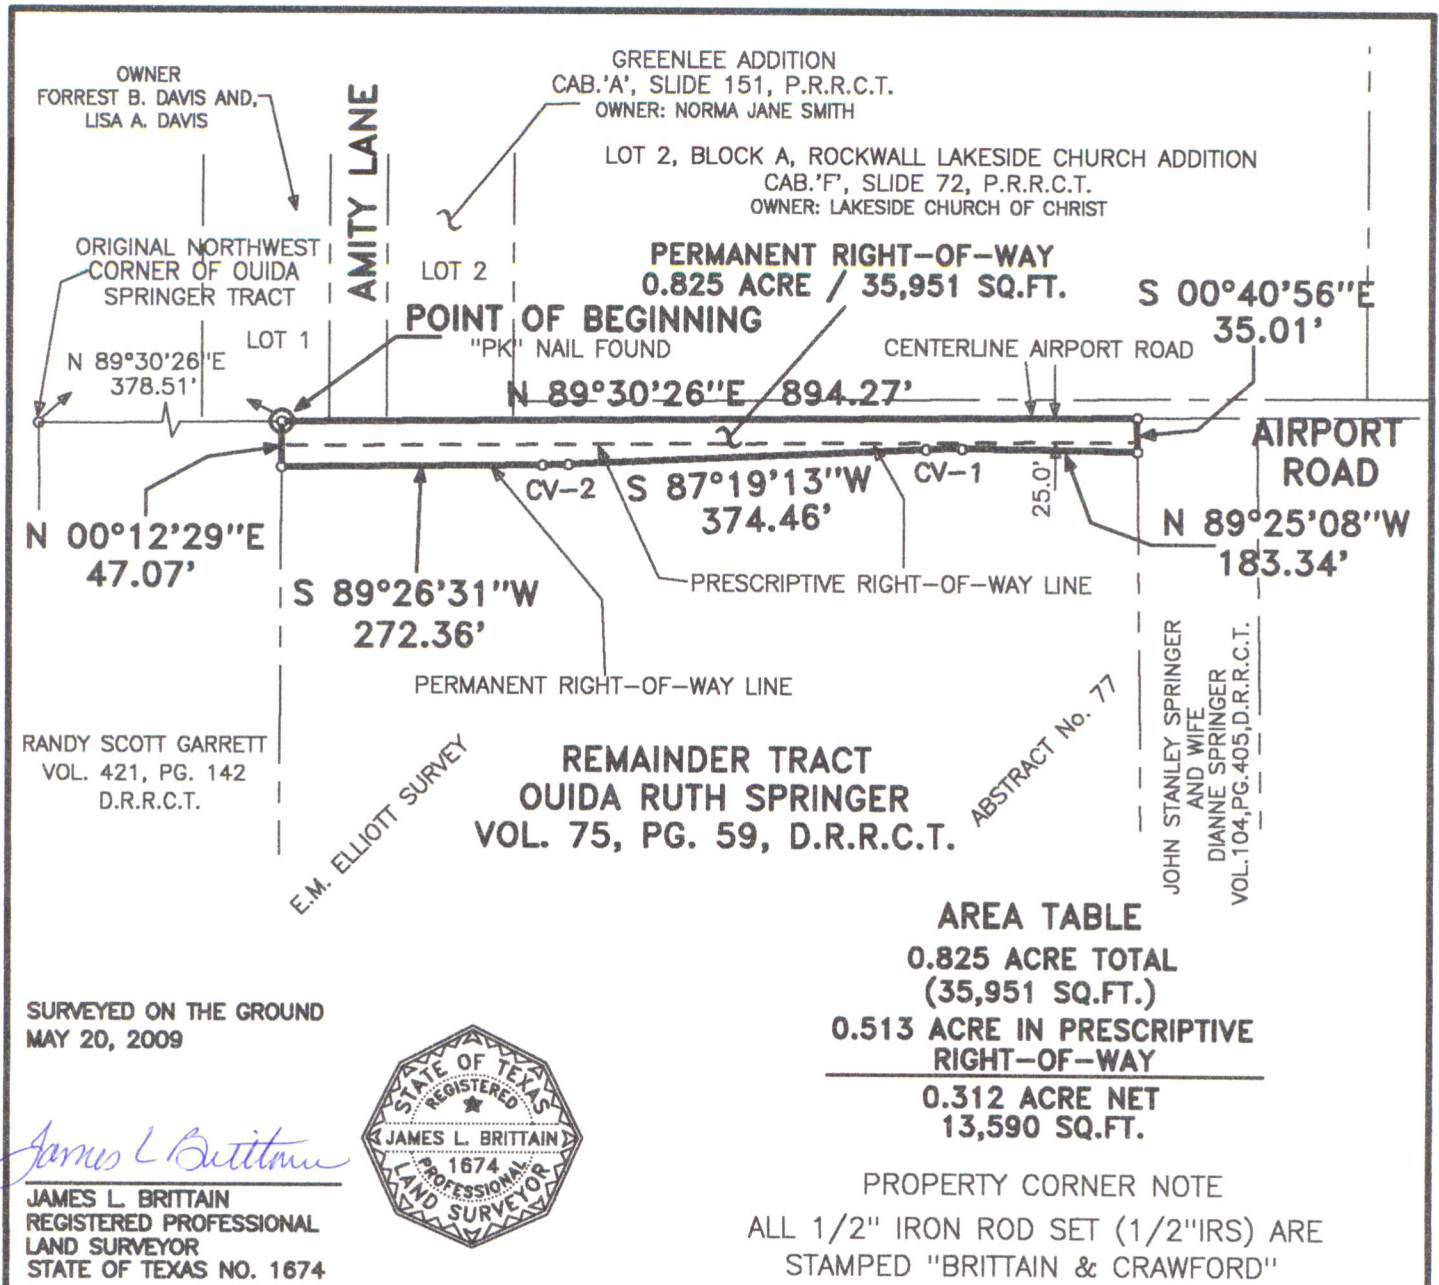 OWNER
FORREST B. DAVIS AND,
LISA A. DAVIS
AMITY LANE
GREENLEE ADDITION
CAB.'A', SLIDE 151, P.R.R.C.T.
OWNER: NORMA JANE SMITH
LOT 2, BLOCK A, ROCKWALL LAKESIDE CHURCH ADDITION
CAB.'F', SLIDE 72, P.R.R.C.T.
OWNER: LAKESIDE CHURCH OF CHRIST
ORIGINAL NORTHWEST
CORNER OF OUIDA
SPRINGER TRACT
LOT 2
PERMANENT RIGHT-OF-WAY
0.825 ACRE / 35,951 SQ.FT.
S 00°40'56"E
35.01'
LOT 1
POINT OF BEGINNING
"PK" NAIL FOUND
CENTERLINE AIRPORT ROAD
N 89°30'26"E
378.51'
N 89°30'26"E 894.27'
AIRPORT
ROAD
CV-2
S 87°19'13"W
374.46'
CV-1
25.0'
N 89°25'08"W
183.34'
N 00°12'29"E
47.07'
S 89°26'31"W
272.36'
PRESCRIPTIVE RIGHT-OF-WAY LINE
PERMANENT RIGHT-OF-WAY LINE
RANDY SCOTT GARRETT
VOL. 421, PG. 142
D.R.R.C.T.
E.M. ELLIOTT SURVEY
REMAINDER TRACT
OUIDA RUTH SPRINGER
VOL. 75, PG. 59, D.R.R.C.T.
ABSTRACT No. 77
JOHN STANLEY SPRINGER
AND WIFE
DIANNE SPRINGER
VOL.104,PG.405,D.R.R.C.T.
AREA TABLE
0.825 ACRE TOTAL
(35,951 SQ.FT.)
0.513 ACRE IN PRESCRIPTIVE
RIGHT-OF-WAY
0.312 ACRE NET
13,590 SQ.FT.
SURVEYED ON THE GROUND
MAY 20, 2009
James L Brittain
JAMES L. BRITTAIN
REGISTERED PROFESSIONAL
LAND SURVEYOR
STATE OF TEXAS NO. 1674
STATE OF TEXAS
REGISTERED
JAMES L. BRITTAIN
1674
PROFESSIONAL
LAND SURVEYOR
PROPERTY CORNER NOTE
ALL 1/2" IRON ROD SET (1/2"IRS) ARE
STAMPED "BRITTAIN & CRAWFORD"